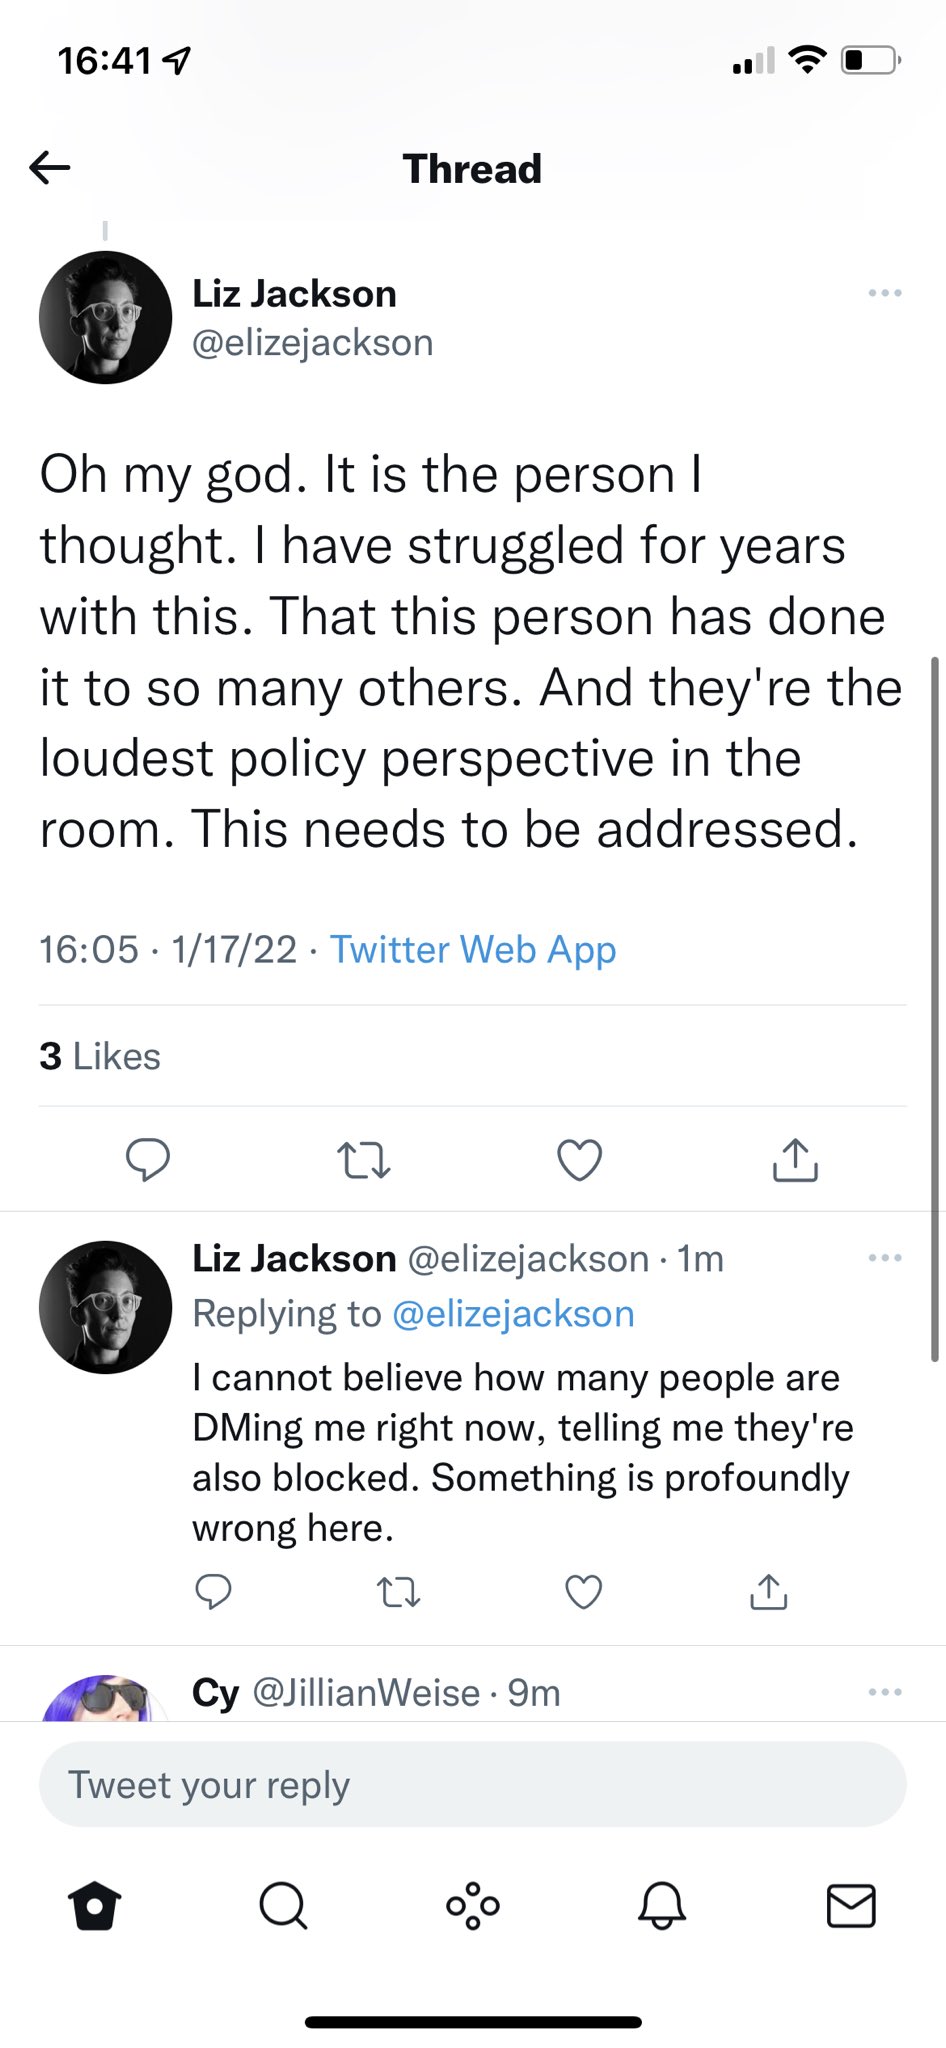 16:41
Thread
Liz Jackson
@elizejackson
Oh my god. It is the person I
thought. I have struggled for years
with this. That this person has done
it to so many others. And they're the
loudest policy perspective in the
room. This needs to be addressed.
16:05 · 1/17/22 · Twitter Web App
3 Likes
Liz Jackson @elizejackson · 1m
Replying to @elizejackson
I cannot believe how many people are
DMing me right now, telling me they're
also blocked. Something is profoundly
wrong here.
Cy @JillianWeise · 9m
Tweet your reply